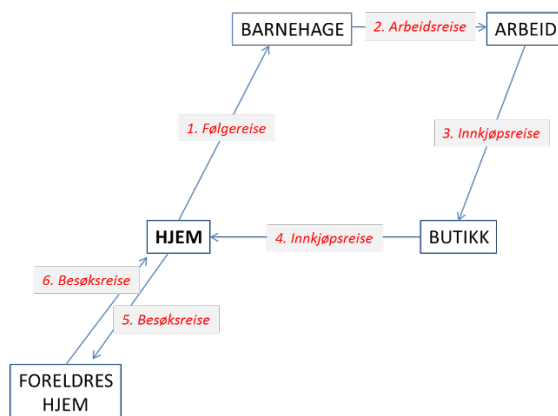 BARNEHAGE
2. Arbeidsreise
ARBEID
1. Følgereise
3. Innkjøpsreise
HJEM
4. Innkjøpsreise
BUTIKK
6. Besøksreise
5. Besøksreise
FORELDRES
HJEM